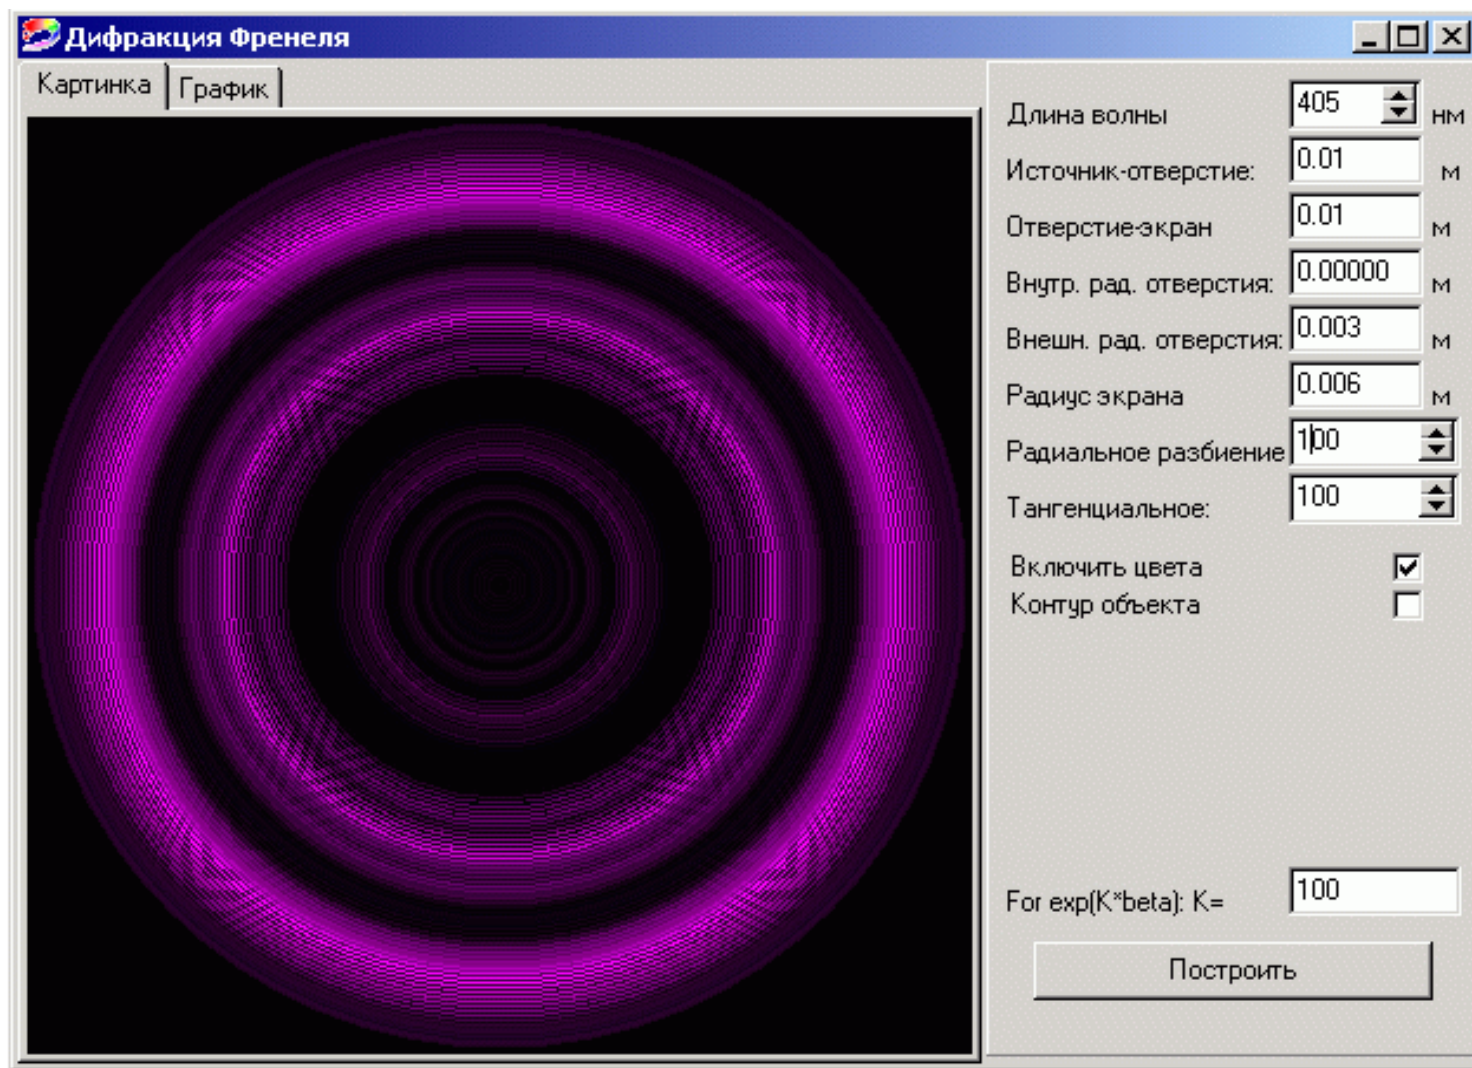 Дифракция Френеля
Картинка График
Длина волны 405 нм
Источник-отверстие: 0.01 м
Отверстие-экран 0.01 м
Внутр. рад. отверстия: 0.00000 м
Внешн. рад. отверстия: 0.003 м
Радиус экрана 0.006 м
Радиальное разбиение 100
Тангенциальное: 100
Включить цвета
Контур объекта
For exp(K*beta): K= 100
Построить